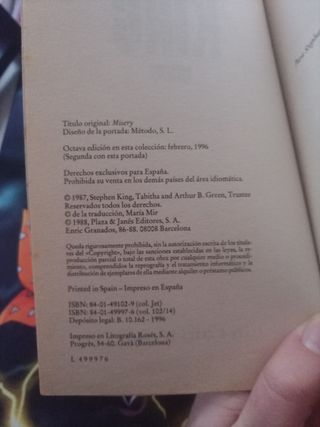 Título original: Misery
Diseño de la portada: Método, S. L.
Octava edición en esta colección: febrero, 1996
(Segunda con esta portada)
Derechos exclusivos para España.
Prohibida su venta en los demás países del área idiomática.
© 1987, Stephen King, Tabitha and Arthur B. Green, Trustee
Reservados todos los derechos.
© de la traducción, María Mir
© 1988, Plaza & Janés Editores, S. A.
Enric Granados, 86-88. 08008 Barcelona
Queda rigurosamente prohibida, sin la autorización escrita de los titula-
res del «Copyright», bajo las sanciones establecidas en las leyes, la re-
producción parcial o total de esta obra por cualquier medio o procedi-
miento, comprendidos la reprografía y el tratamiento informático y la
distribución de ejemplares de ella mediante alquiler o préstamo públicos.
Printed in Spain – Impreso en España
ISBN: 84-01-49102-9 (col. Jet)
ISBN: 84-01-49997-6 (vol. 102/14)
Depósito legal: B. 10.162 - 1996
Impreso en Litografía Rosés, S. A.
Progrés, 54-60. Gavà (Barcelona)
L 499976